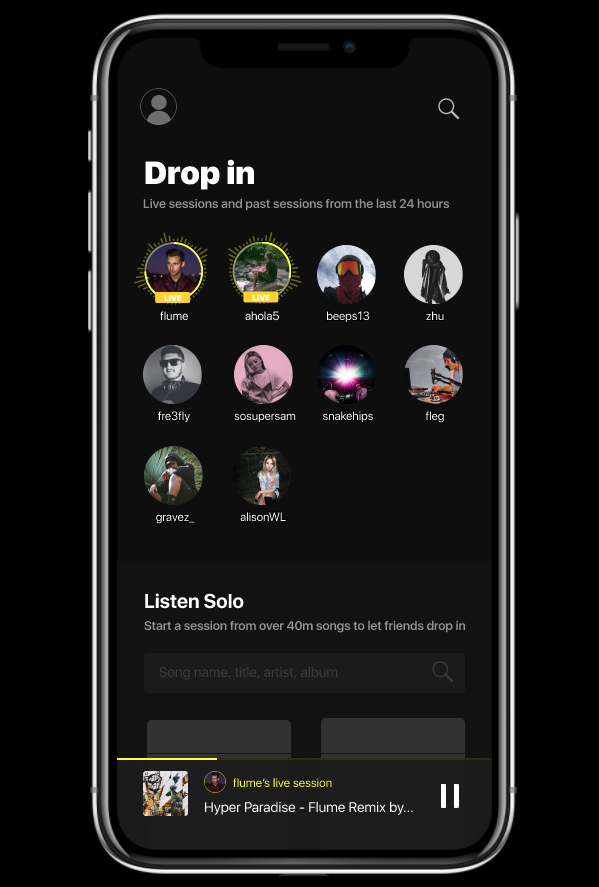 Drop in
Live sessions and past sessions from the last 24 hours
LIVE
LIVE
flume
ahola5
beeps13
zhu
fre3fly
sosupersam
snakehips
fleg
gravez_
alisonWL
Listen Solo
Start a session from over 40m songs to let friends drop in
Song name, title, artist, album
flume's live session
Hyper Paradise - Flume Remix by...